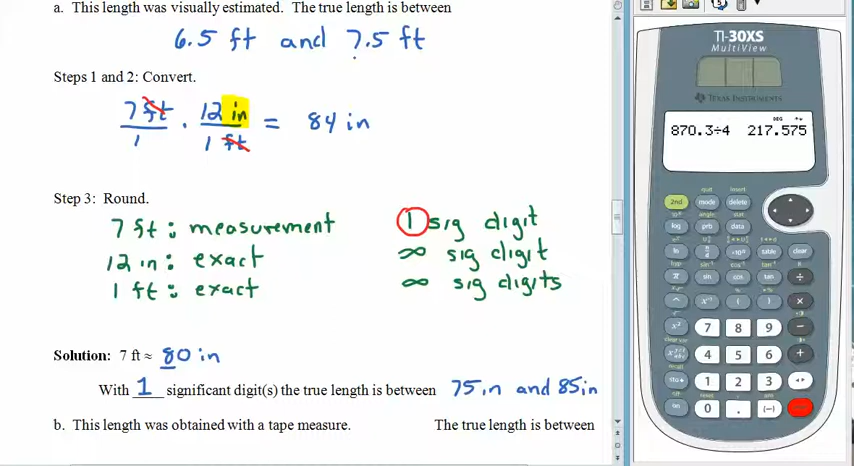 a. This length was visually estimated. The true length is between
6.5 ft and 7.5 ft
Steps 1 and 2: Convert.
7 ft / 1 · 12 in / 1 ft = 84 in
Step 3: Round.
7 ft : measurement 1 sig digit
12 in : exact ∞ sig digit
1 ft : exact ∞ sig digits
Solution: 7 ft ≈ 80 in
With 1 significant digit(s) the true length is between 75 in and 85 in
b. This length was obtained with a tape measure. The true length is between
TI-30XS
MultiView
TEXAS INSTRUMENTS
DEG
870.3÷4 217.575
quit insert
2nd mode delete
log prb data
ln n/d ×10ⁿ table clear
π sin cos tan ÷
^ x⁻¹ ( ) ×
x² 7 8 9 −
4 5 6 +
recall
sto▸ 1 2 3
off
on 0 . (−)